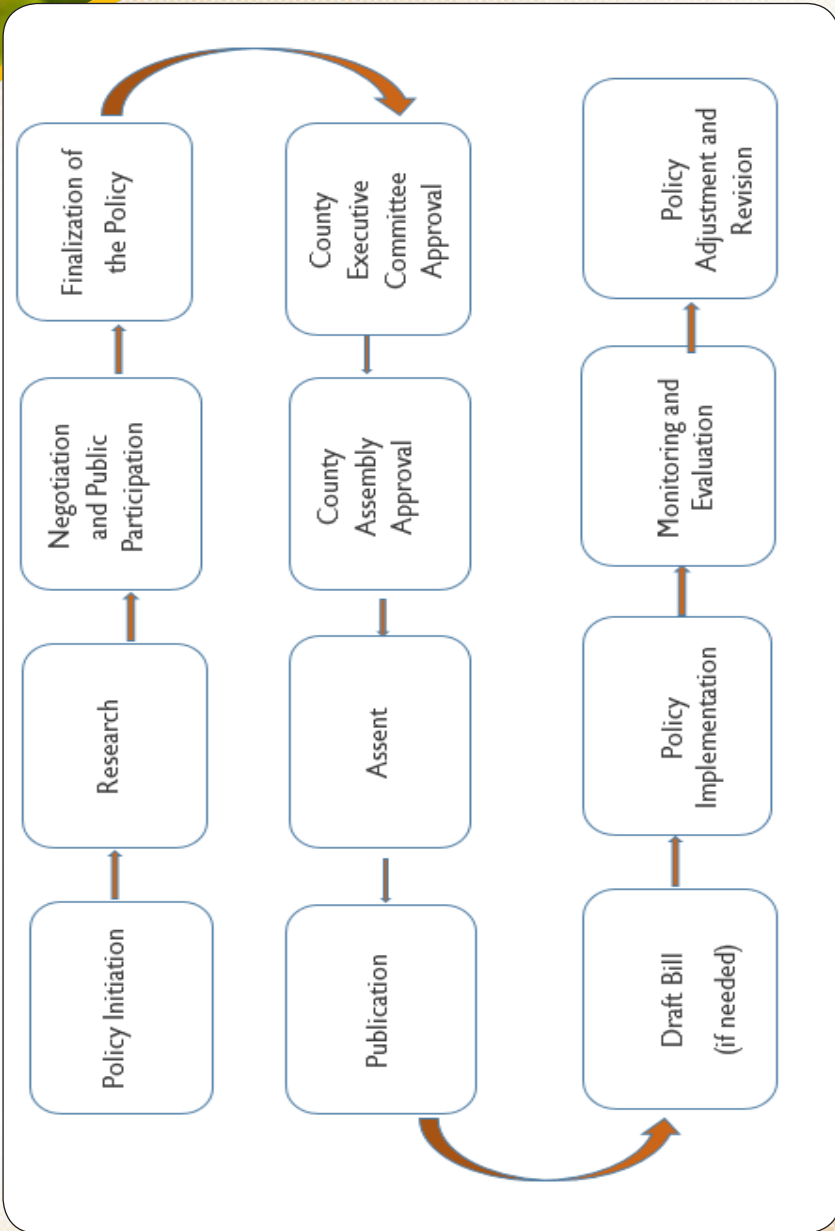 Policy Initiation
Research
Negotiation
and Public
Participation
Finalization of
the Policy
County
Executive
Committee
Approval
County
Assembly
Approval
Assent
Publication
Draft Bill
(if needed)
Policy
Implementation
Monitoring and
Evaluation
Policy
Adjustment and
Revision